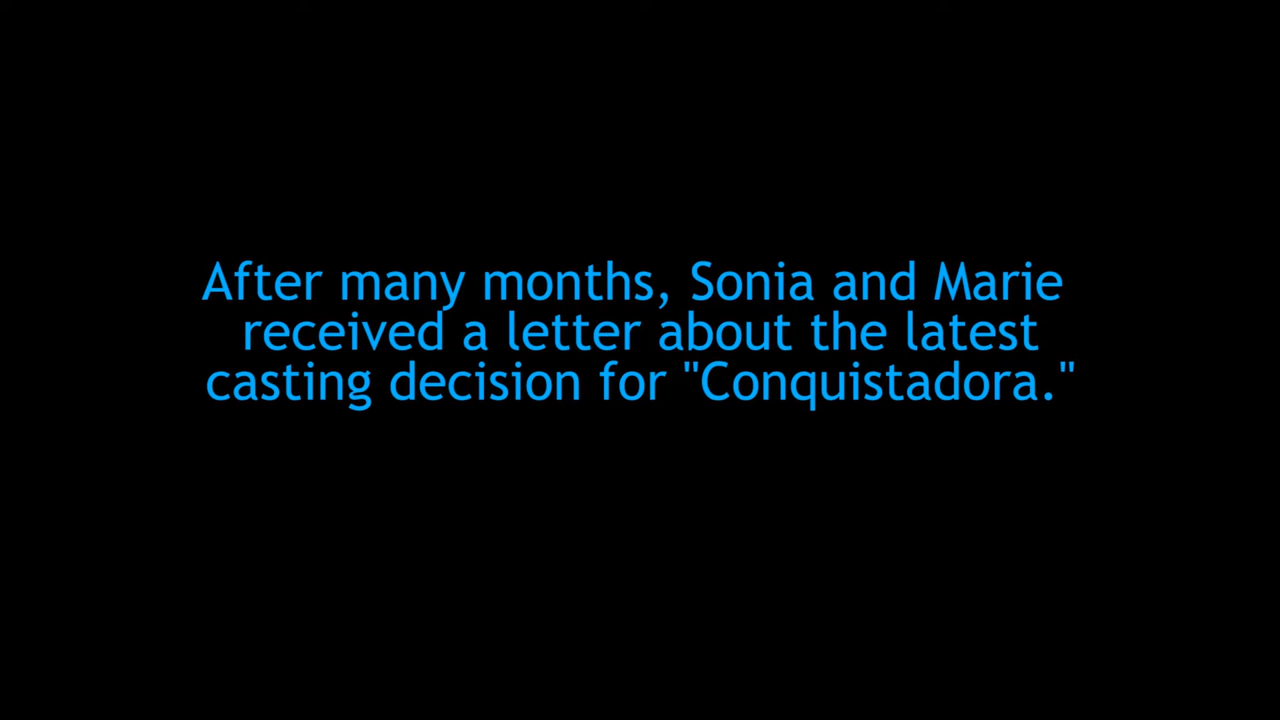 After many months, Sonia and Marie
received a letter about the latest
casting decision for "Conquistadora."